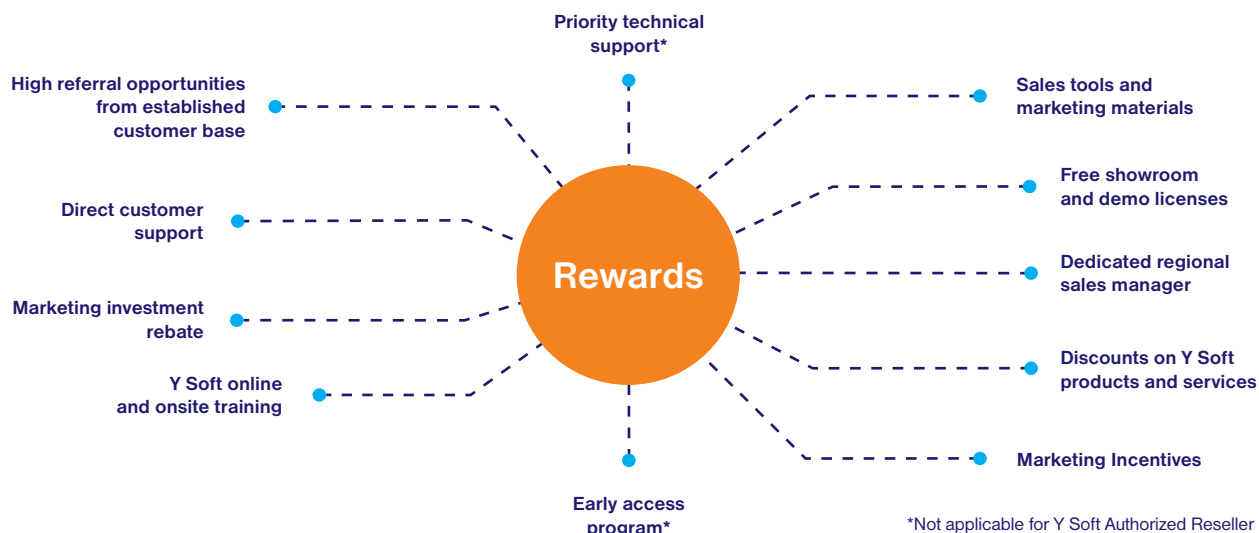 Priority technical
support*
High referral opportunities
from established
customer base
Sales tools and
marketing materials
Free showroom
and demo licenses
Direct customer
support
Rewards
Dedicated regional
sales manager
Marketing investment
rebate
Discounts on Y Soft
products and services
Y Soft online
and onsite training
Marketing Incentives
Early access
program*
*Not applicable for Y Soft Authorized Reseller